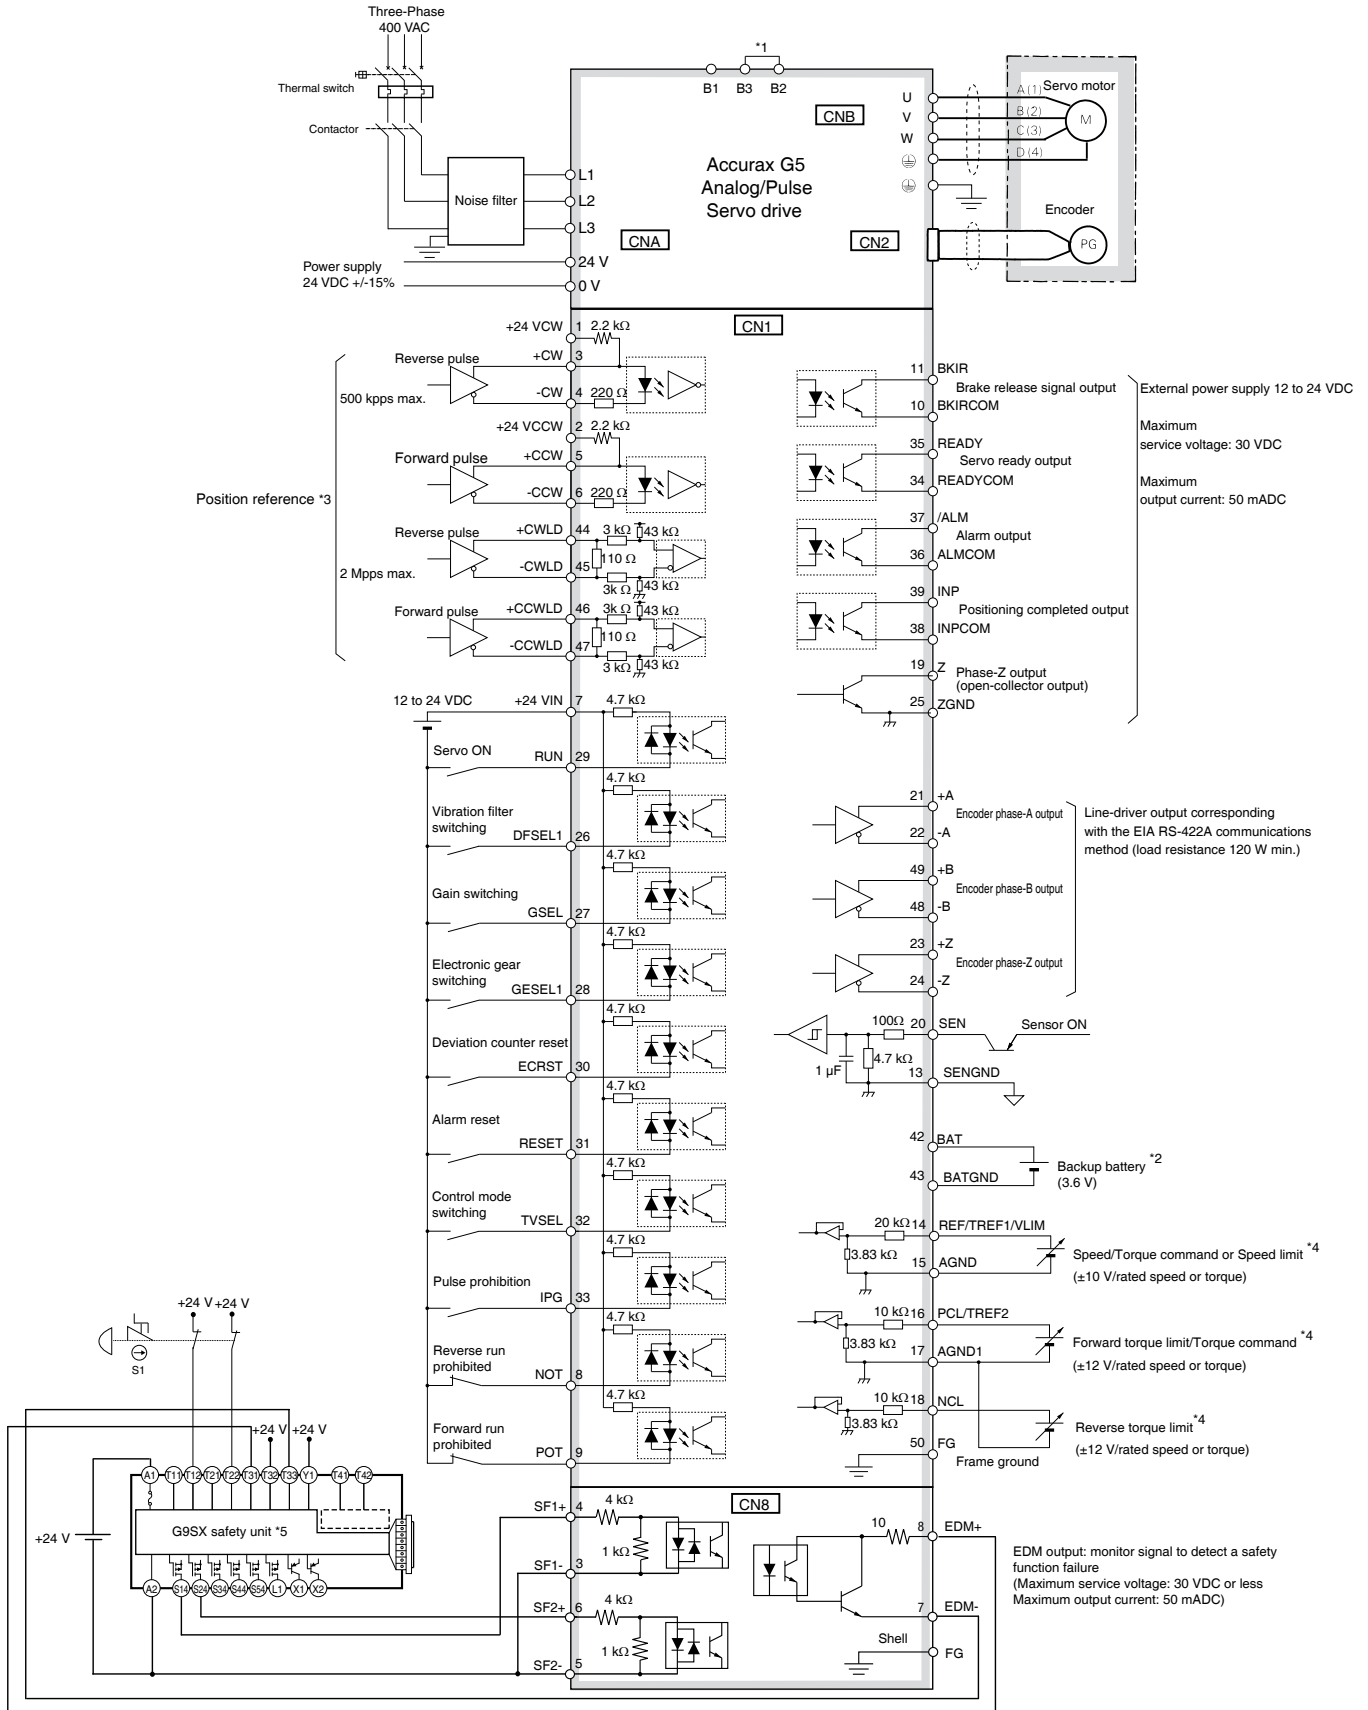 Three-Phase
400 VAC
Thermal switch
Contactor
Noise filter
L1
L2
L3
Power supply
24 VDC +/-15%
24 V
0 V
*1
B1
B3
B2
CNB
CNA
CN2
Accurax G5
Analog/Pulse
Servo drive
U
V
W
A (1)
B (2)
C (3)
D (4)
Servo motor
M
Encoder
PG
CN1
Position reference *3
500 kpps max.
2 Mpps max.
+24 VCW 1 2.2 kΩ
Reverse pulse
+CW 3
-CW 4 220 Ω
+24 VCCW 2 2.2 kΩ
Forward pulse
+CCW 5
-CCW 6 220 Ω
Reverse pulse
+CWLD 44 3 kΩ 43 kΩ
110 Ω
-CWLD 45
3k Ω 43 kΩ
Forward pulse
+CCWLD 46 3k Ω 43 kΩ
110 Ω
-CCWLD 47
3 kΩ 43 kΩ
12 to 24 VDC
+24 VIN 7 4.7 kΩ
Servo ON
RUN 29
4.7 kΩ
Vibration filter
switching
DFSEL1 26
4.7 kΩ
Gain switching
GSEL 27
4.7 kΩ
Electronic gear
switching
GESEL1 28
4.7 kΩ
Deviation counter reset
ECRST 30
4.7 kΩ
Alarm reset
RESET 31
4.7 kΩ
Control mode
switching
TVSEL 32
4.7 kΩ
Pulse prohibition
IPG 33
4.7 kΩ
Reverse run
prohibited
NOT 8
4.7 kΩ
Forward run
prohibited
POT 9
11 BKIR
Brake release signal output
10 BKIRCOM
35 READY
Servo ready output
34 READYCOM
37 /ALM
Alarm output
36 ALMCOM
39 INP
Positioning completed output
38 INPCOM
19 Z
Phase-Z output
(open-collector output)
25 ZGND
External power supply 12 to 24 VDC
Maximum
service voltage: 30 VDC
Maximum
output current: 50 mADC
21 +A
Encoder phase-A output
22 -A
49 +B
Encoder phase-B output
48 -B
23 +Z
Encoder phase-Z output
24 -Z
Line-driver output corresponding
with the EIA RS-422A communications
method (load resistance 120 W min.)
100Ω 20 SEN
Sensor ON
4.7 kΩ
1 µF
13 SENGND
42 BAT
Backup battery *2
(3.6 V)
43 BATGND
20 kΩ 14 REF/TREF1/VLIM
3.83 kΩ
15 AGND
Speed/Torque command or Speed limit *4
(±10 V/rated speed or torque)
10 kΩ 16 PCL/TREF2
3.83 kΩ
17 AGND1
Forward torque limit/Torque command *4
(±12 V/rated speed or torque)
10 kΩ 18 NCL
3.83 kΩ
Reverse torque limit*4
(±12 V/rated speed or torque)
50 FG
Frame ground
+24 V +24 V
S1
+24 V +24 V
A1 T11 T12 T21 T22 T31 T32 T33 Y1 T41 T42
G9SX safety unit *5
+24 V
A2 S14 S24 S34 S44 S54 L1 X1 X2
CN8
SF1+ 4 4 kΩ
1 kΩ
SF1- 3
SF2+ 6 4 kΩ
1 kΩ
SF2- 5
10 8 EDM+
7 EDM-
Shell
FG
EDM output: monitor signal to detect a safety
function failure
(Maximum service voltage: 30 VDC or less
Maximum output current: 50 mADC)